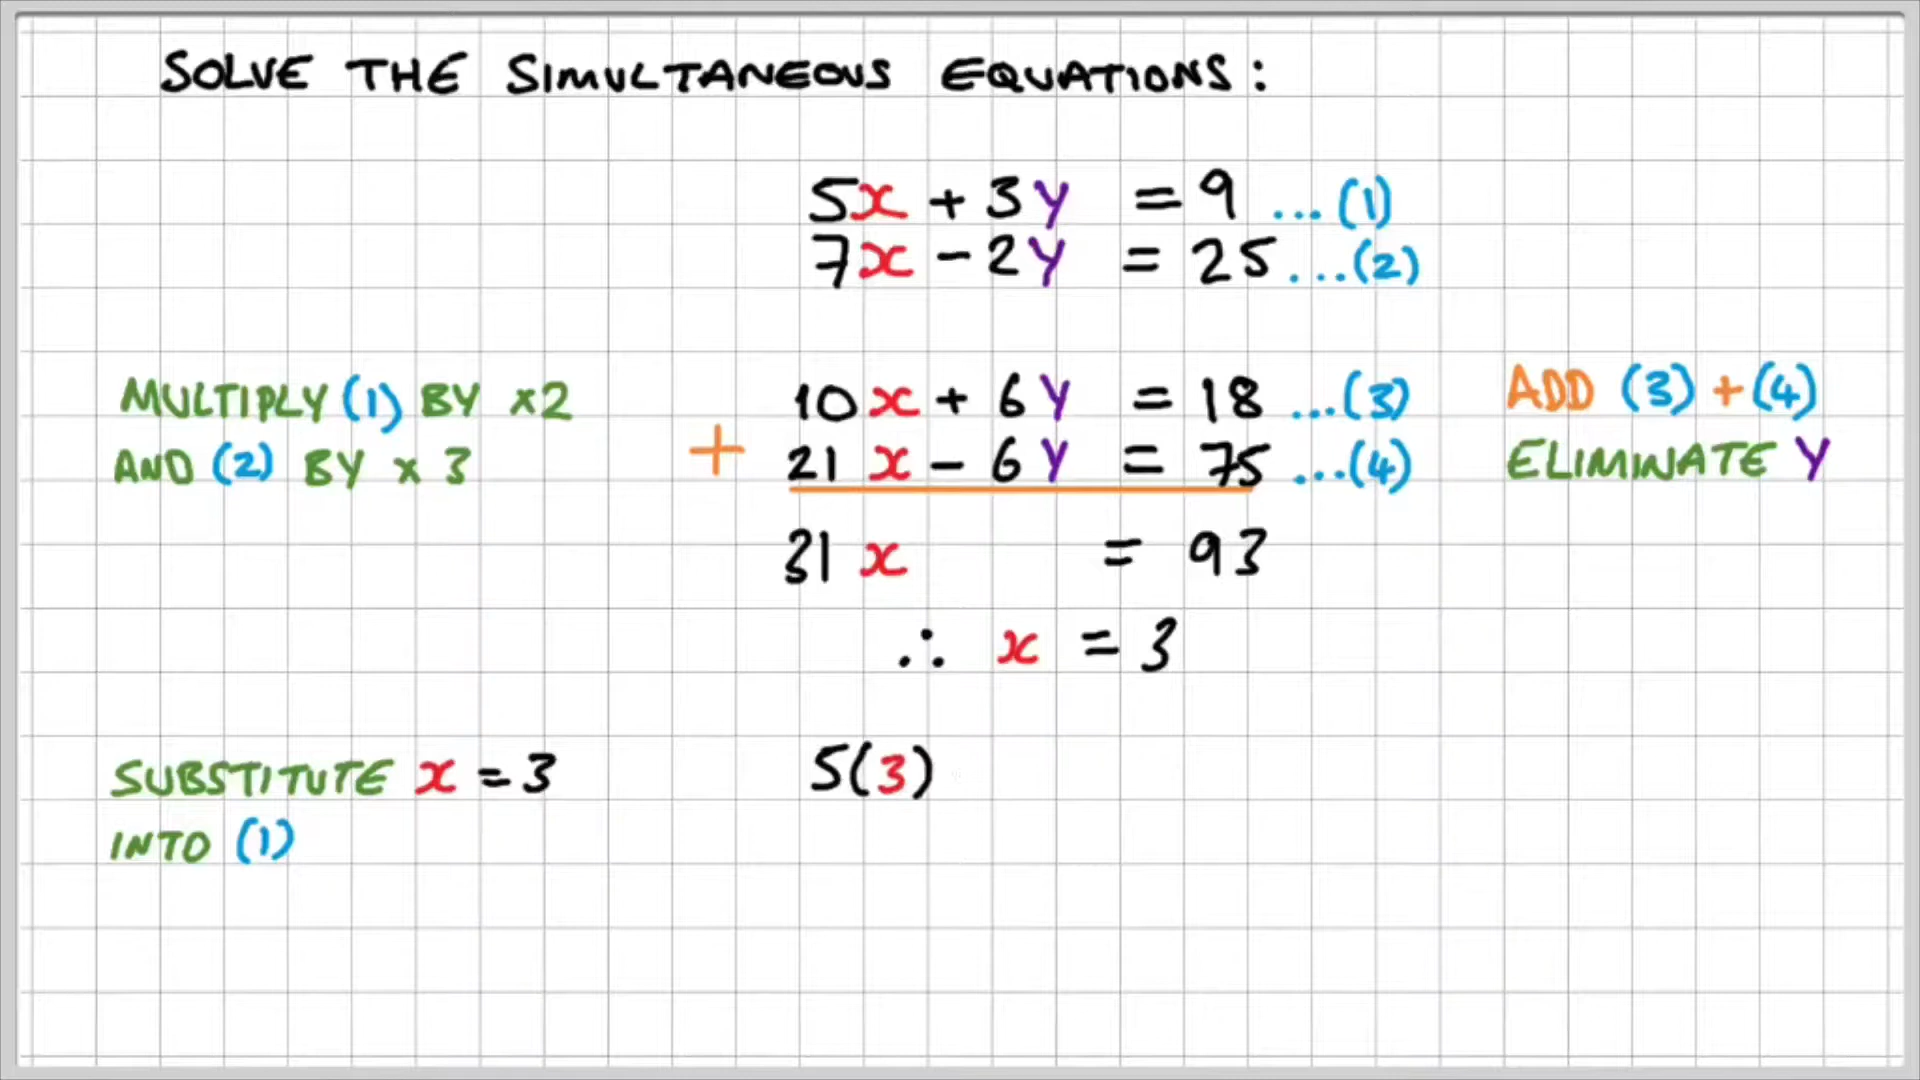 SOLVE THE SIMULTANEOUS EQUATIONS:
5x + 3y = 9 ...(1)
7x - 2y = 25 ...(2)
MULTIPLY (1) BY x2
AND (2) BY x 3
10x + 6y = 18 ...(3)
+ 21x - 6y = 75 ...(4)
ADD (3) + (4)
ELIMINATE Y
31x = 93
∴ x = 3
SUBSTITUTE x = 3
INTO (1)
5(3)